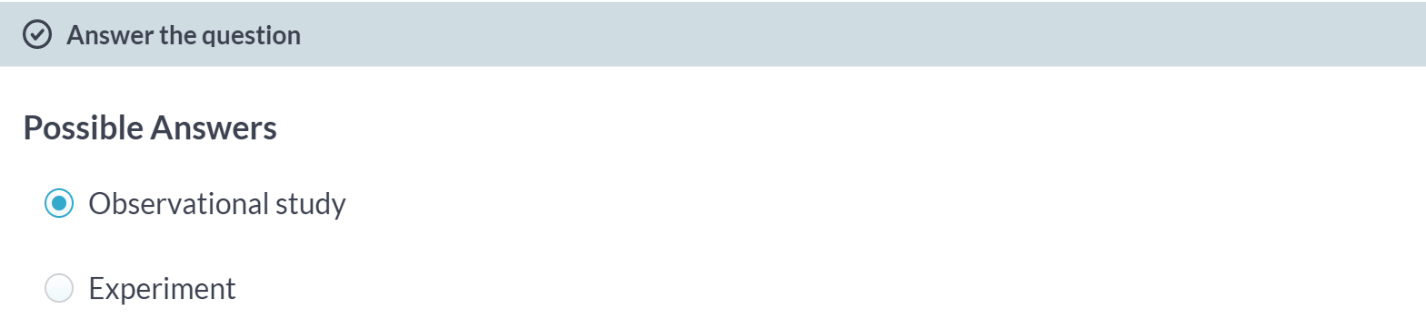 Answer the question
Possible Answers
Observational study
Experiment